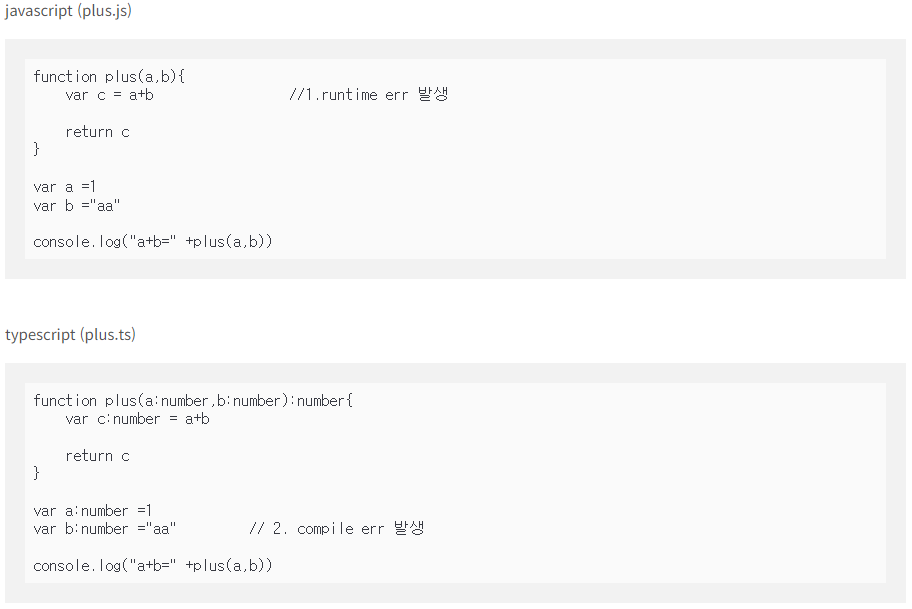 javascript (plus.js)
function plus(a,b){
    var c = a+b                 //1.runtime err 발생
    return c
}
var a =1
var b ="aa"
console.log("a+b=" +plus(a,b))
typescript (plus.ts)
function plus(a:number,b:number):number{
    var c:number = a+b
    return c
}
var a:number =1
var b:number ="aa"         // 2. compile err 발생
console.log("a+b=" +plus(a,b))